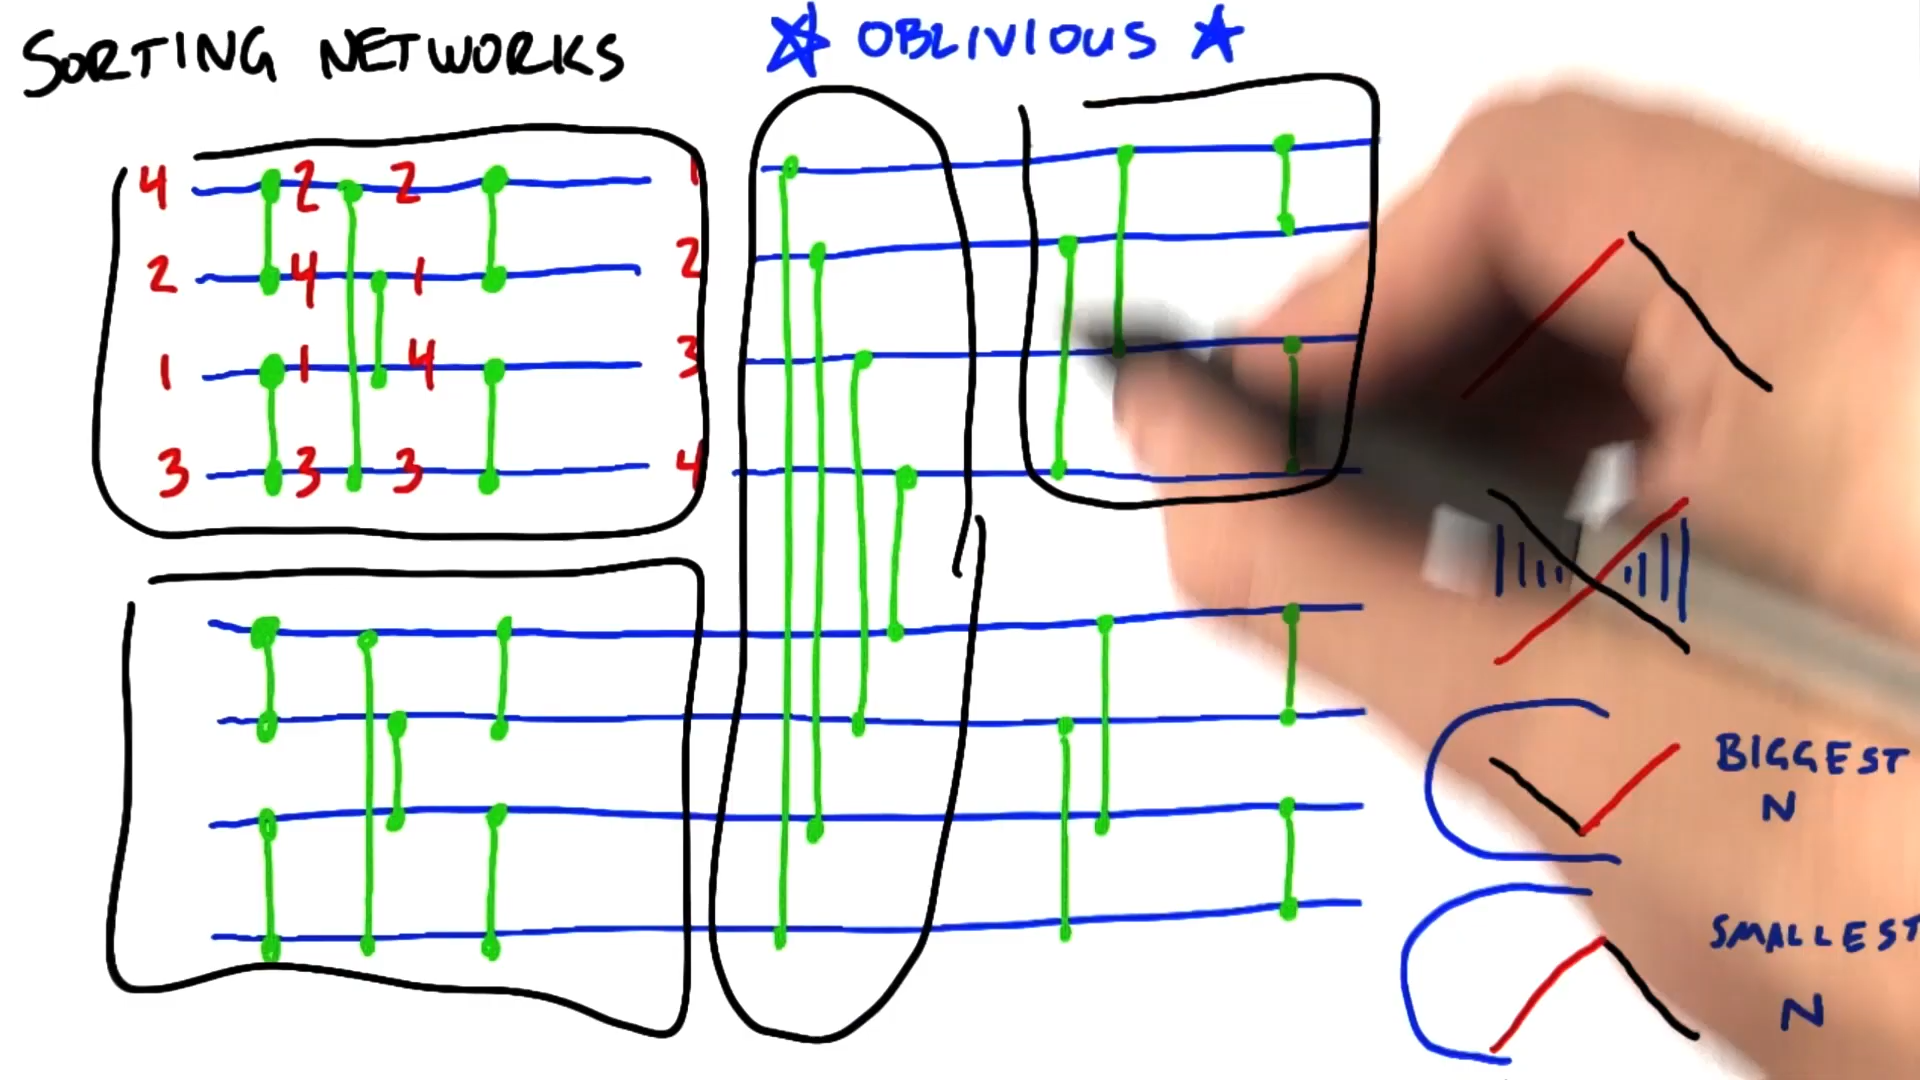 SORTING NETWORKS ☆ OBLIVIOUS ★
4 2 2 1
2 4 1 2
1 1 4 3
3 3 3 4
BIGGEST
N
SMALLEST
N